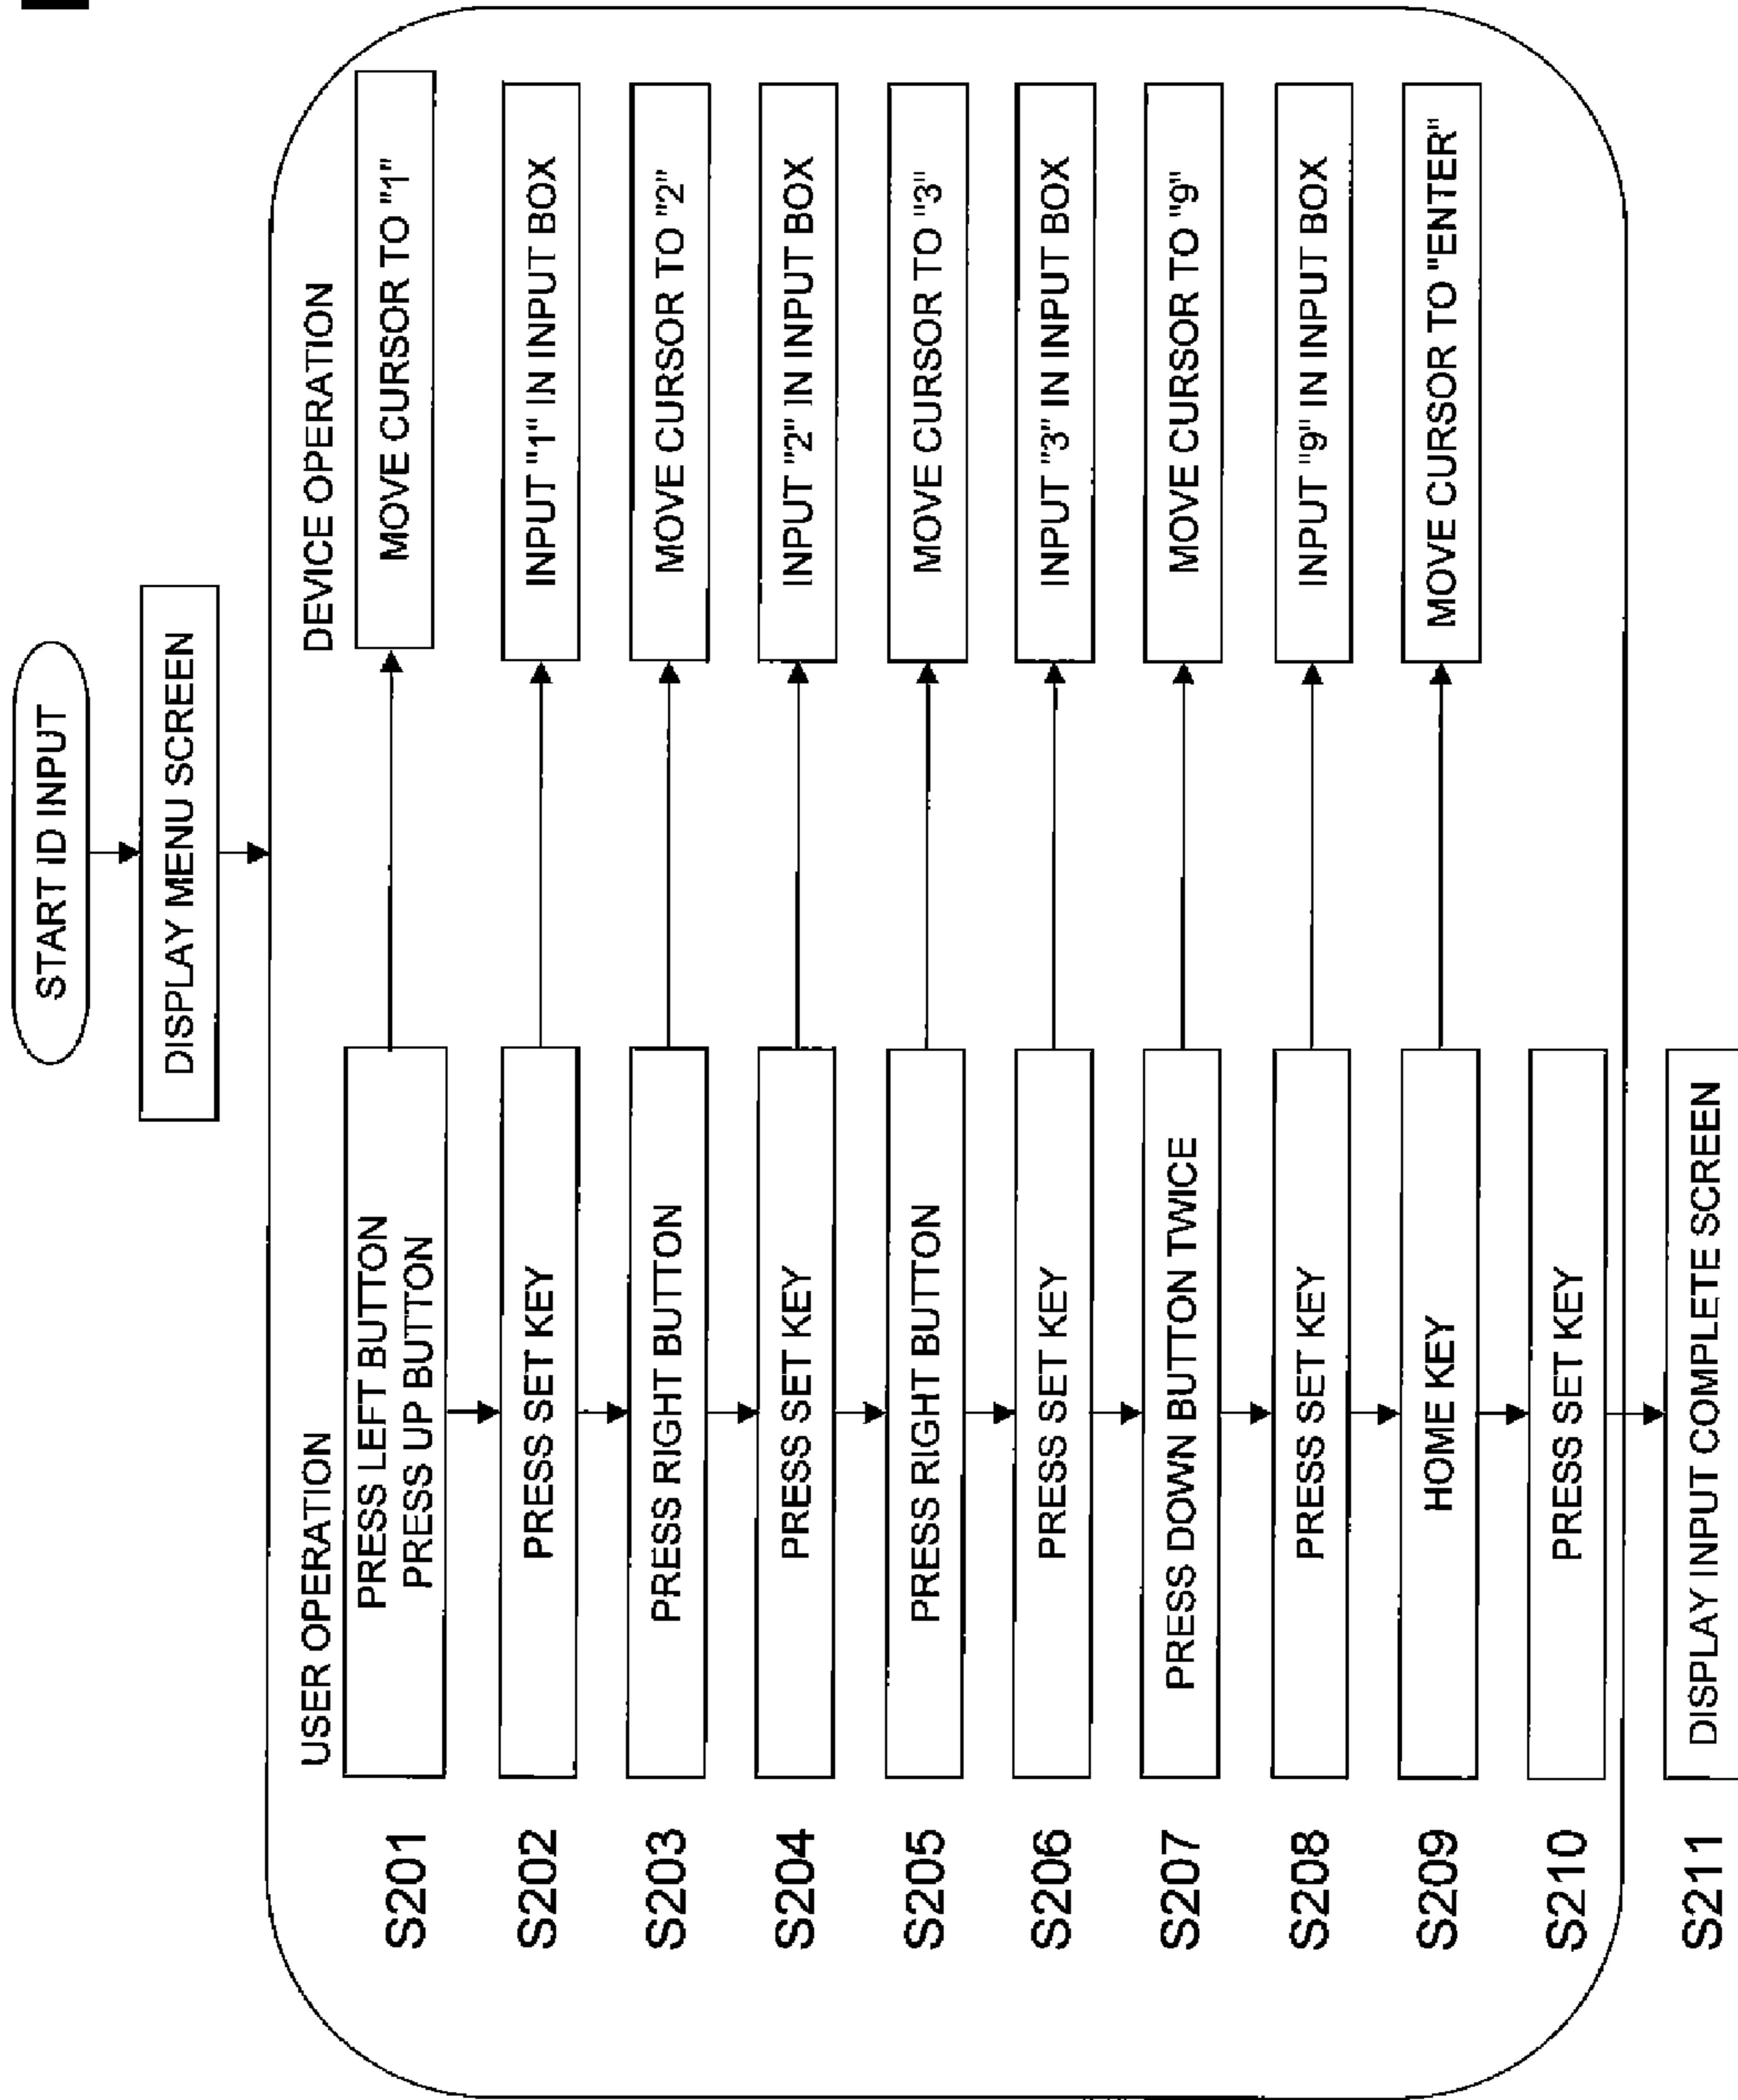 START ID INPUT
DISPLAY MENU SCREEN
USER OPERATION
DEVICE OPERATION
S201
PRESS LEFT BUTTON
PRESS UP BUTTON
MOVE CURSOR TO "1"
S202
PRESS SET KEY
INPUT "1" IN INPUT BOX
S203
PRESS RIGHT BUTTON
MOVE CURSOR TO "2"
S204
PRESS SET KEY
INPUT "2" IN INPUT BOX
S205
PRESS RIGHT BUTTON
MOVE CURSOR TO "3"
S206
PRESS SET KEY
INPUT "3" IN INPUT BOX
S207
PRESS DOWN BUTTON TWICE
MOVE CURSOR TO "9"
S208
PRESS SET KEY
INPUT "9" IN INPUT BOX
S209
HOME KEY
MOVE CURSOR TO "ENTER"
S210
PRESS SET KEY
S211
DISPLAY INPUT COMPLETE SCREEN